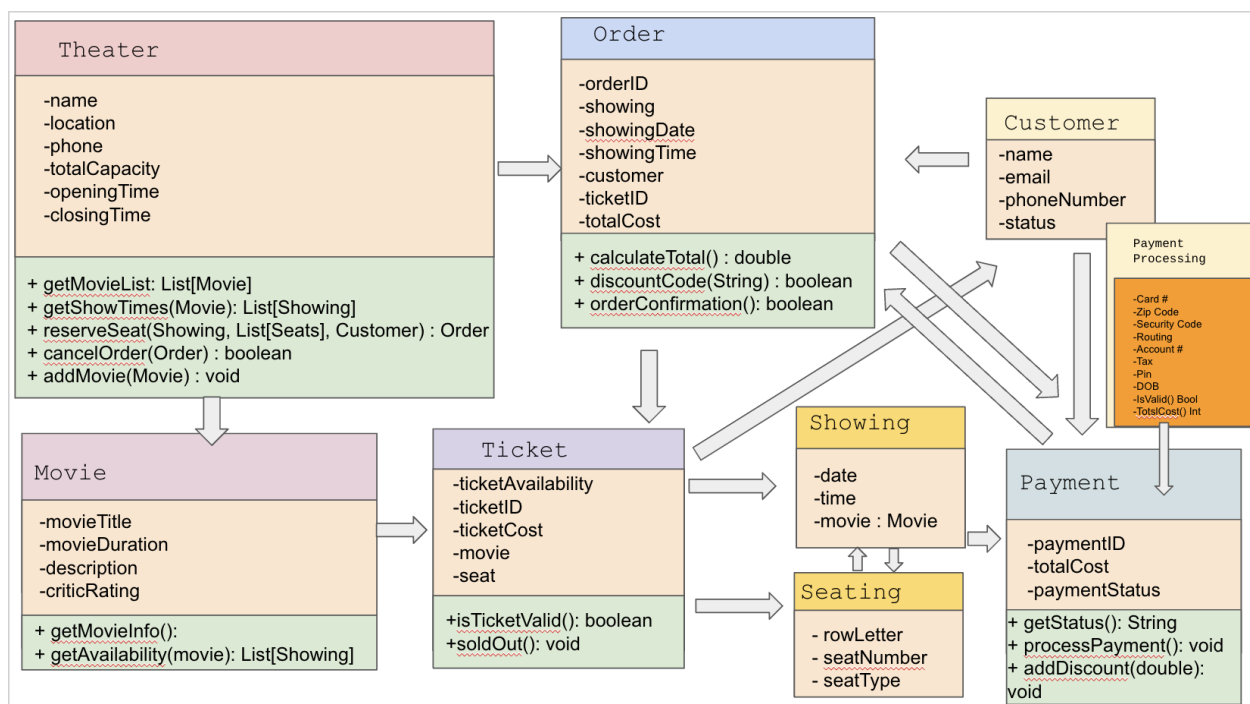 Theater
-name
-location
-phone
-totalCapacity
-openingTime
-closingTime
+ getMovieList: List[Movie]
+ getShowTimes(Movie): List[Showing]
+ reserveSeat(Showing, List[Seats], Customer) : Order
+ cancelOrder(Order) : boolean
+ addMovie(Movie) : void
Order
-orderID
-showing
-showingDate
-showingTime
-customer
-ticketID
-totalCost
+ calculateTotal() : double
+ discountCode(String) : boolean
+ orderConfirmation(): boolean
Customer
-name
-email
-phoneNumber
-status
Payment
Processing
-Card #
-Zip Code
-Security Code
-Routing
-Account #
-Tax
-Pin
-DOB
-IsValid() Bool
-TotslCost() Int
Movie
-movieTitle
-movieDuration
-description
-criticRating
+ getMovieInfo():
+ getAvailability(movie): List[Showing]
Ticket
-ticketAvailability
-ticketID
-ticketCost
-movie
-seat
+isTicketValid(): boolean
+soldOut(): void
Showing
-date
-time
-movie : Movie
Seating
- rowLetter
- seatNumber
- seatType
Payment
-paymentID
-totalCost
-paymentStatus
+ getStatus(): String
+ processPayment(): void
+ addDiscount(double):
void